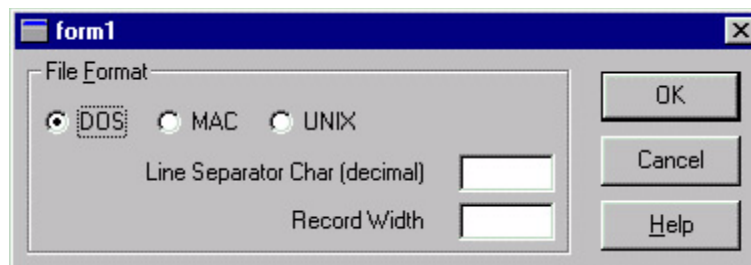 form1
File Format
DOS MAC UNIX
Line Separator Char (decimal)
Record Width
OK
Cancel
Help